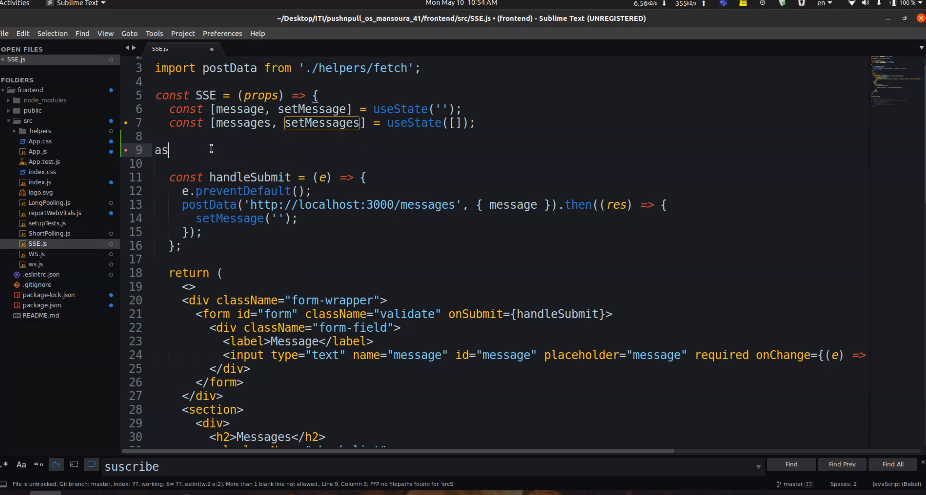 Activities
Sublime Text
Mon May 10 10:54 AM
6.56kiB
355kiB
en
100 %
~/Desktop/ITI/pushnpull_os_mansoura_41/frontend/src/SSE.js • (frontend) - Sublime Text (UNREGISTERED)
File Edit Selection Find View Goto Tools Project Preferences Help
OPEN FILES
SSE.js
FOLDERS
frontend
node_modules
public
src
helpers
App.css
App.js
App.test.js
index.css
index.js
logo.svg
LongPooling.js
reportWebVitals.js
setupTests.js
ShortPolling.js
SSE.js
WS.js
ws.js
.eslintrc.json
.gitignore
package-lock.json
package.json
README.md
SSE.js
3 import postData from './helpers/fetch';
4
5 const SSE = (props) => {
6 const [message, setMessage] = useState('');
7 const [messages, setMessages] = useState([]);
8
9 as
10
11 const handleSubmit = (e) => {
12 e.preventDefault();
13 postData('http://localhost:3000/messages', { message }).then((res) => {
14 setMessage('');
15 });
16 };
17
18 return (
19 <>
20 <div className="form-wrapper">
21 <form id="form" className="validate" onSubmit={handleSubmit}>
22 <div className="form-field">
23 <label>Message</label>
24 <input type="text" name="message" id="message" placeholder="message" required onChange={(e) =>
25 </div>
26 </form>
27 </div>
28 <section>
29 <div>
30 <h2>Messages</h2>
suscribe
Find Find Prev Find All
File is untracked, Git branch: master, index: 7?, working: 6≠ 7?, eslint(w:2 e:2), More than 1 blank line not allowed., Line 9, Column 3; FFP no filepaths found for 'srcS
master
Spaces: 2
JavaScript (Babel)